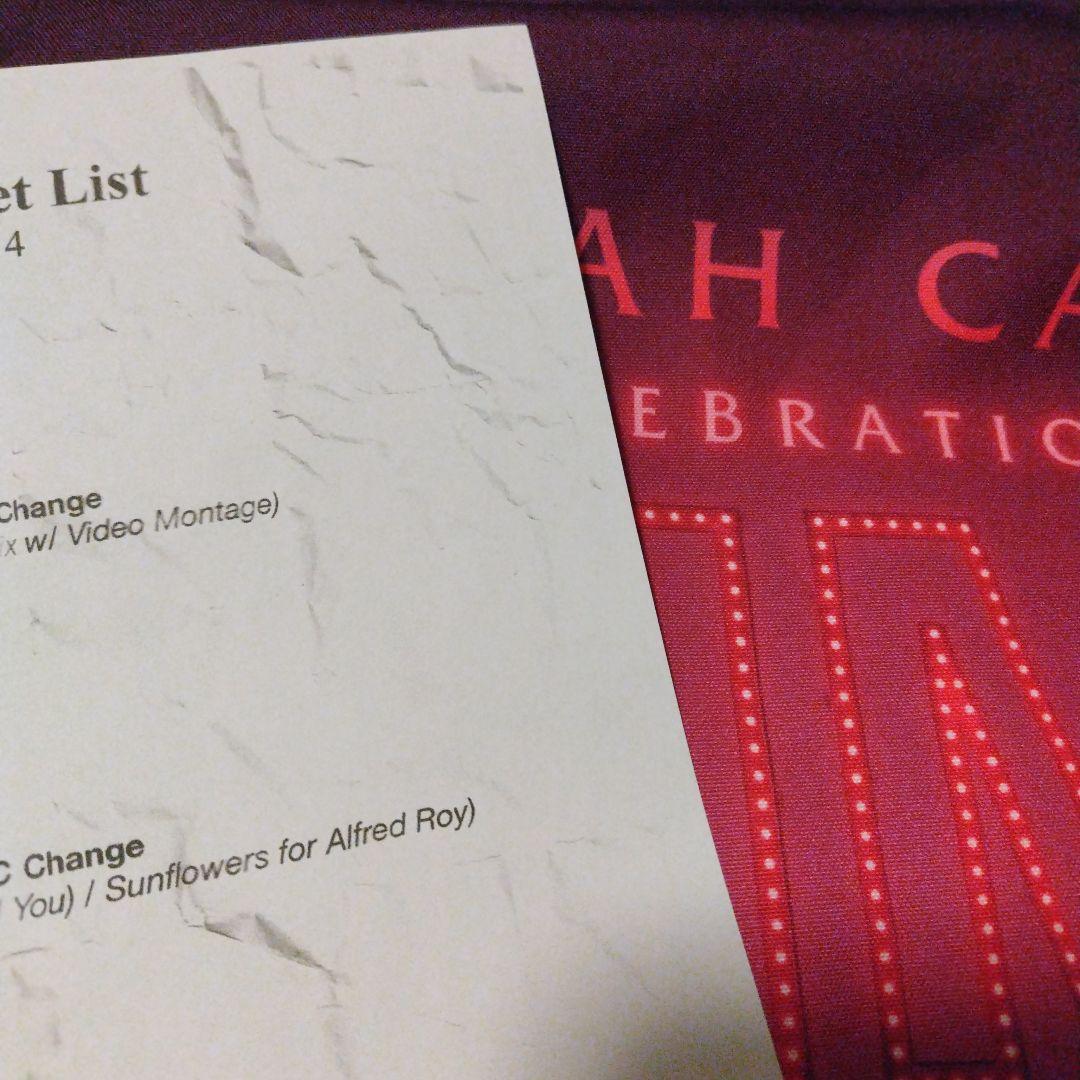 et List
4
Change
ix w/ Video Montage)
C Change
You) / Sunflowers for Alfred Roy)
AH CA
EBRATIO